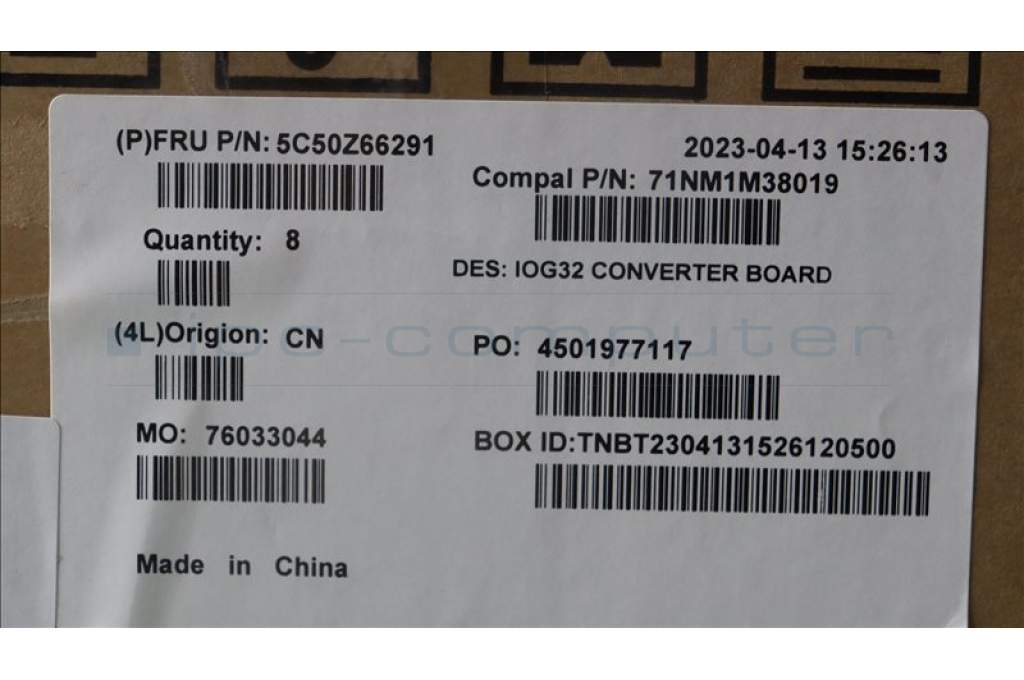 (P)FRU P/N: 5C50Z66291
2023-04-13 15:26:13
Compal P/N: 71NM1M38019
Quantity: 8
DES: IOG32 CONVERTER BOARD
(4L)Origion: CN
PO: 4501977117
MO: 76033044
BOX ID:TNBT2304131526120500
Made in China